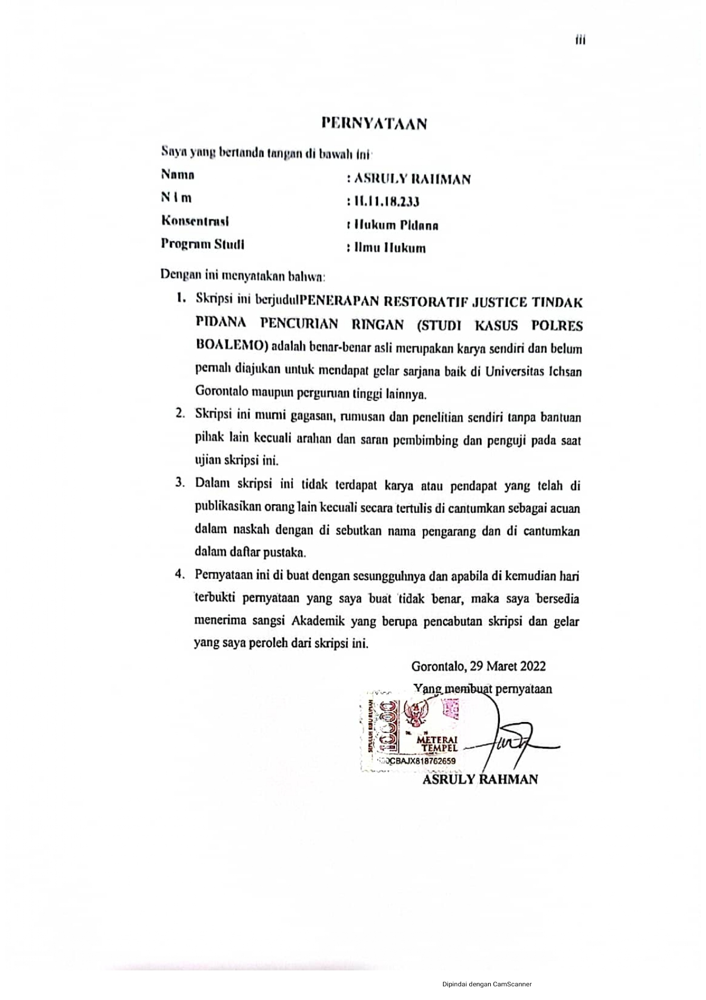 iii
PERNYATAAN
Saya yang bertanda tangan di bawah ini:
Nama : ASRULY RAHMAN
Nim : H.11.18.233
Konsentrasi : Hukum Pidana
Program Studi : Ilmu Hukum
Dengan ini menyatakan bahwa:
1. Skripsi ini berjudulPENERAPAN RESTORATIF JUSTICE TINDAK
PIDANA PENCURIAN RINGAN (STUDI KASUS POLRES
BOALEMO) adalah benar-benar asli merupakan karya sendiri dan belum
pernah diajukan untuk mendapat gelar sarjana baik di Universitas Ichsan
Gorontalo maupun perguruan tinggi lainnya.
2. Skripsi ini murni gagasan, rumusan dan penelitian sendiri tanpa bantuan
pihak lain kecuali arahan dan saran pembimbing dan penguji pada saat
ujian skripsi ini.
3. Dalam skripsi ini tidak terdapat karya atau pendapat yang telah di
publikasikan orang lain kecuali secara tertulis di cantumkan sebagai acuan
dalam naskah dengan di sebutkan nama pengarang dan di cantumkan
dalam daftar pustaka.
4. Pernyataan ini di buat dengan sesungguhnya dan apabila di kemudian hari
terbukti pernyataan yang saya buat tidak benar, maka saya bersedia
menerima sangsi Akademik yang berupa pencabutan skripsi dan gelar
yang saya peroleh dari skripsi ini.
Gorontalo, 29 Maret 2022
Yang membuat pernyataan
SEPULUH RIBU RUPIAH
10000
METERAI
TEMPEL
CBAJX818762659
ASRULY RAHMAN
Dipindai dengan CamScanner